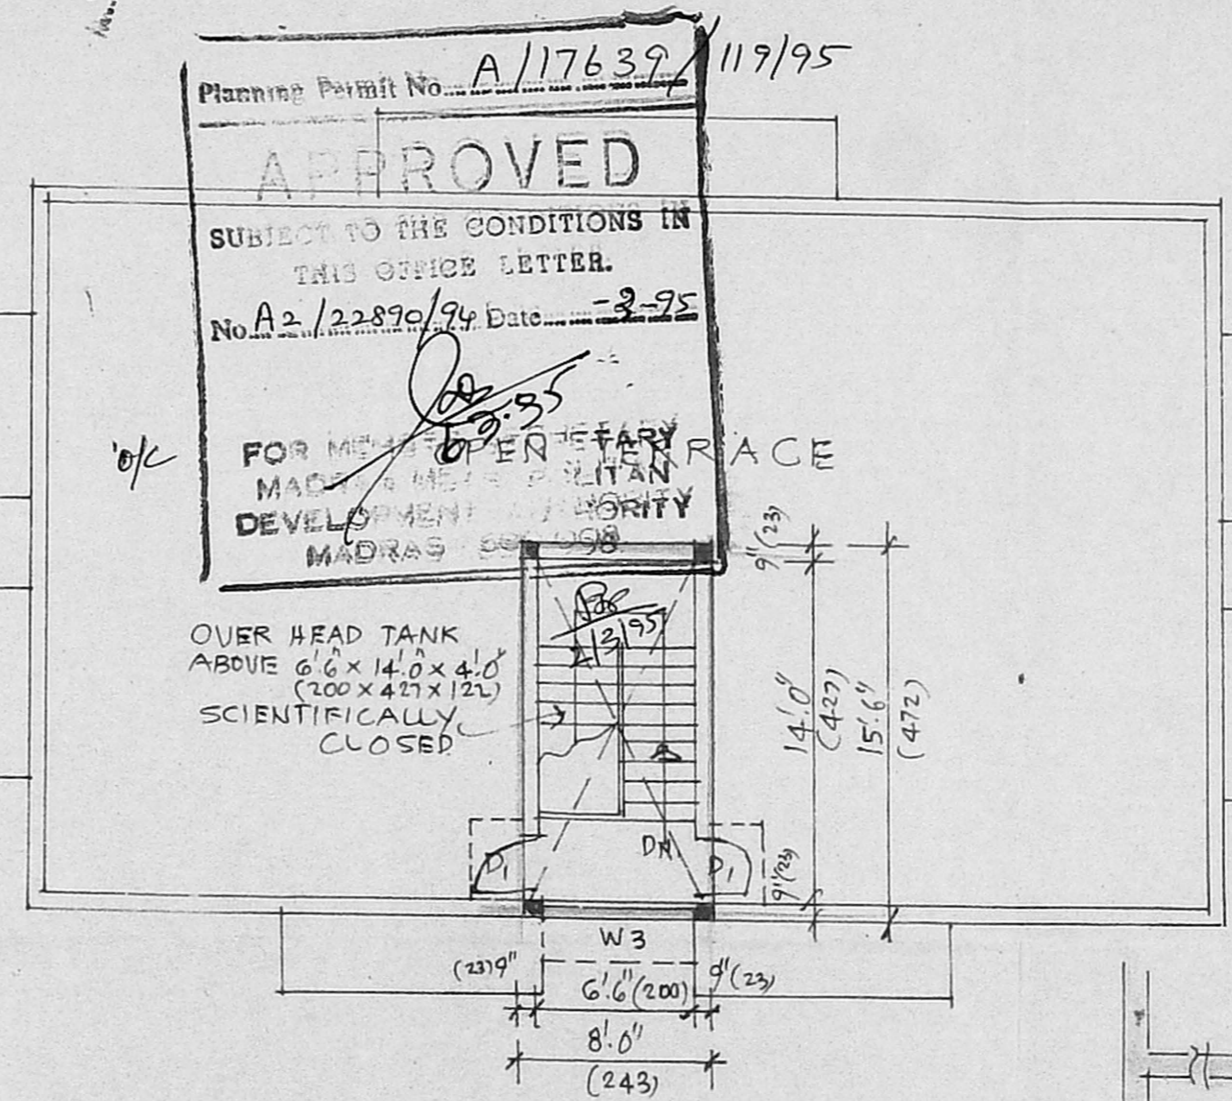 Planning Permit No. A/17639/119/95
APPROVED
SUBJECT TO THE CONDITIONS IN
THIS OFFICE LETTER.
No. A2/22890/94 Date -3-95
FOR MEMBER SECRETARY
MADRAS METROPOLITAN
DEVELOPMENT AUTHORITY
MADRAS
OPEN TERRACE
o/c
9" (23)
2/3/95
OVER HEAD TANK
ABOVE 6'.6" x 14'.0" x 4'.0"
(200 x 427 x 122)
SCIENTIFICALLY
CLOSED
14'.0"
(427)
15'.6"
(472)
D1
DN
D1
9" (23)
W3
(23) 9"
6'.6" (200)
9" (23)
8'.0"
(243)